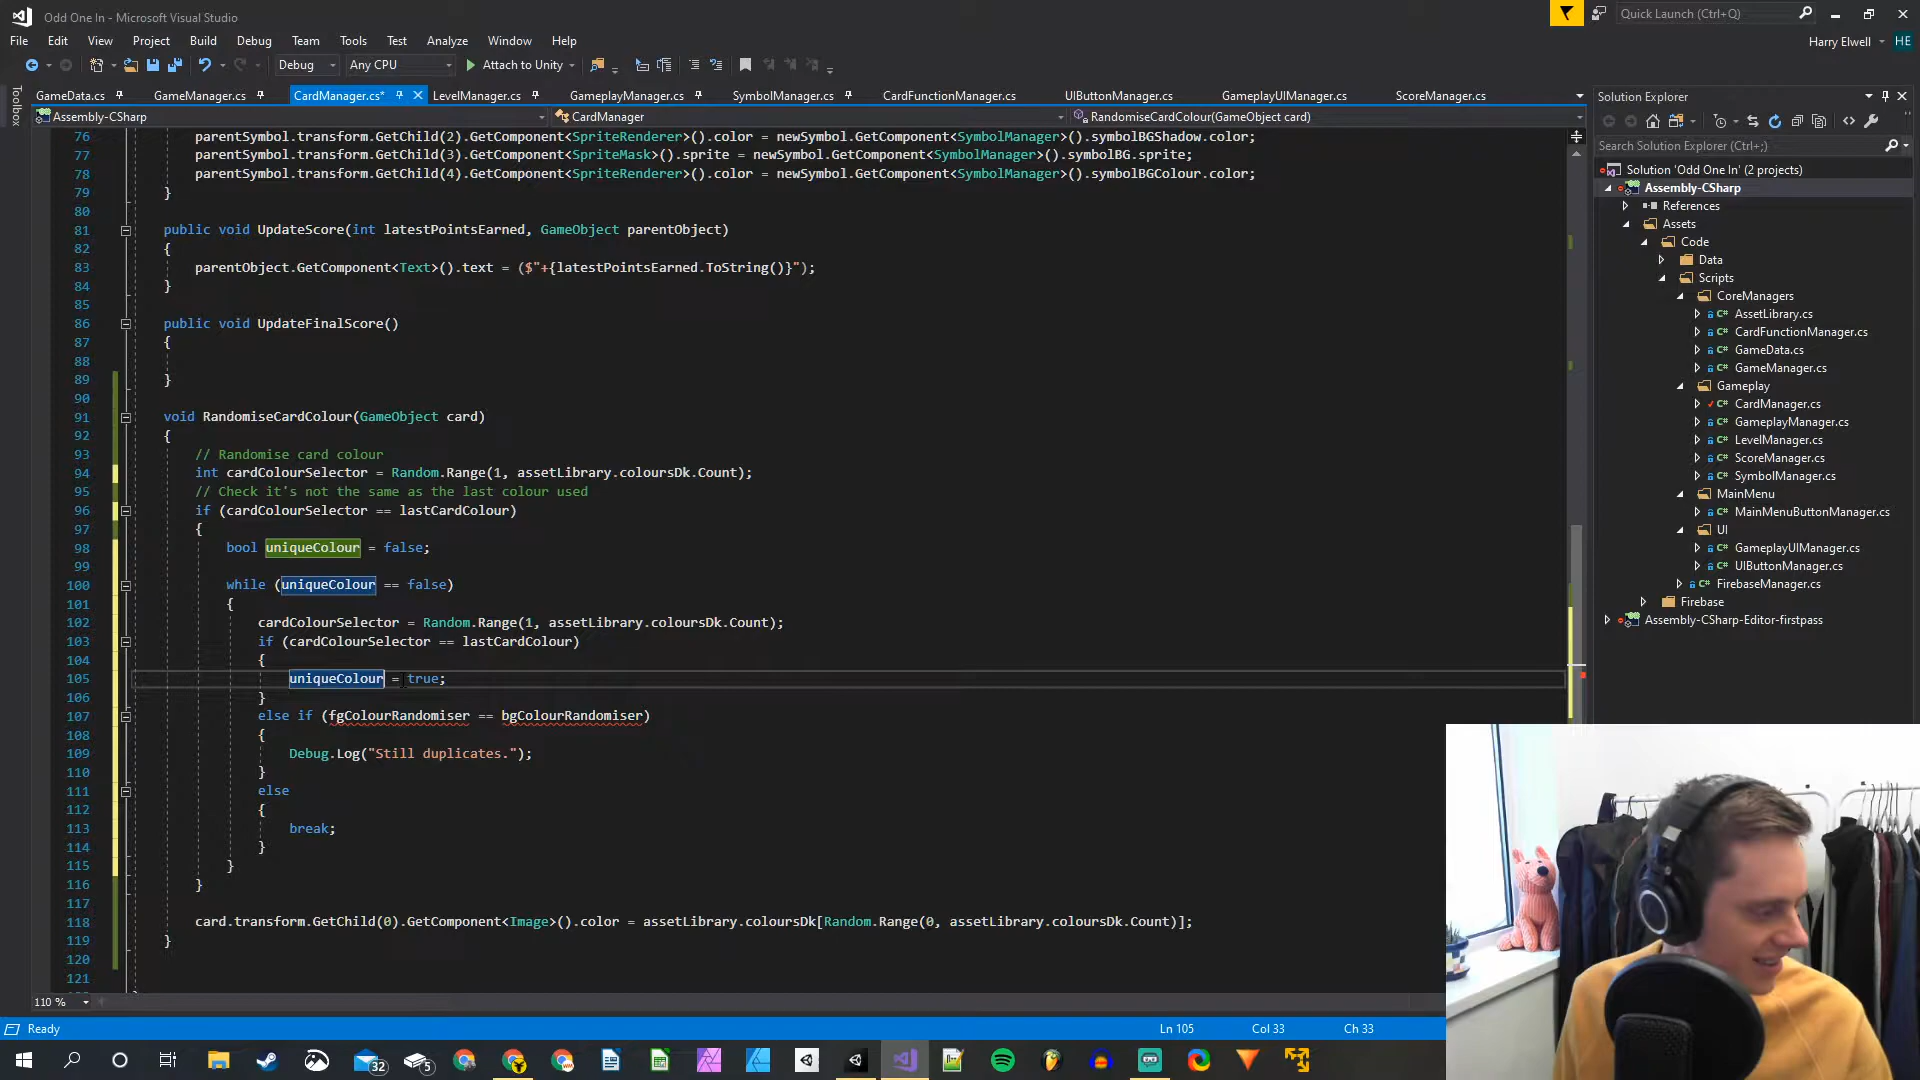 Odd One In - Microsoft Visual Studio
Quick Launch (Ctrl+Q)
File Edit View Project Build Debug Team Tools Test Analyze Window Help
Harry Elwell HE
Debug Any CPU Attach to Unity
Toolbox
GameData.cs GameManager.cs CardManager.cs* LevelManager.cs GameplayManager.cs SymbolManager.cs CardFunctionManager.cs UIButtonManager.cs GameplayUIManager.cs ScoreManager.cs
Assembly-CSharp CardManager RandomiseCardColour(GameObject card)
76 parentSymbol.transform.GetChild(2).GetComponent<SpriteRenderer>().color = newSymbol.GetComponent<SymbolManager>().symbolBGShadow.color;
77 parentSymbol.transform.GetChild(3).GetComponent<SpriteMask>().sprite = newSymbol.GetComponent<SymbolManager>().symbolBG.sprite;
78 parentSymbol.transform.GetChild(4).GetComponent<SpriteRenderer>().color = newSymbol.GetComponent<SymbolManager>().symbolBGColour.color;
79 }
80
81 public void UpdateScore(int latestPointsEarned, GameObject parentObject)
82 {
83 parentObject.GetComponent<Text>().text = ($"+{latestPointsEarned.ToString()}");
84 }
85
86 public void UpdateFinalScore()
87 {
88
89 }
90
91 void RandomiseCardColour(GameObject card)
92 {
93 // Randomise card colour
94 int cardColourSelector = Random.Range(1, assetLibrary.coloursDk.Count);
95 // Check it's not the same as the last colour used
96 if (cardColourSelector == lastCardColour)
97 {
98 bool uniqueColour = false;
99
100 while (uniqueColour == false)
101 {
102 cardColourSelector = Random.Range(1, assetLibrary.coloursDk.Count);
103 if (cardColourSelector == lastCardColour)
104 {
105 uniqueColour = true;
106 }
107 else if (fgColourRandomiser == bgColourRandomiser)
108 {
109 Debug.Log("Still duplicates.");
110 }
111 else
112 {
113 break;
114 }
115 }
116 }
117
118 card.transform.GetChild(0).GetComponent<Image>().color = assetLibrary.coloursDk[Random.Range(0, assetLibrary.coloursDk.Count)];
119 }
120
121
110 %
Solution Explorer
Search Solution Explorer (Ctrl+;)
Solution 'Odd One In' (2 projects)
Assembly-CSharp
References
Assets
Code
Data
Scripts
CoreManagers
C# AssetLibrary.cs
C# CardFunctionManager.cs
C# GameData.cs
C# GameManager.cs
Gameplay
C# CardManager.cs
C# GameplayManager.cs
C# LevelManager.cs
C# ScoreManager.cs
C# SymbolManager.cs
MainMenu
C# MainMenuButtonManager.cs
UI
C# GameplayUIManager.cs
C# UIButtonManager.cs
C# FirebaseManager.cs
Firebase
Assembly-CSharp-Editor-firstpass
Ready Ln 105 Col 33 Ch 33
32 5